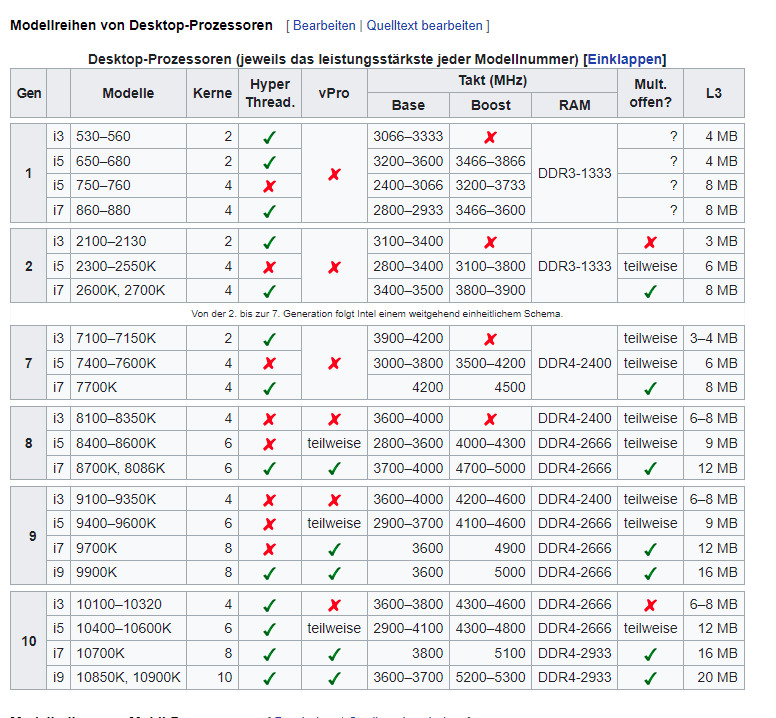 Modellreihen von Desktop-Prozessoren [ Bearbeiten | Quelltext bearbeiten ]
Desktop-Prozessoren (jeweils das leistungsstärkste jeder Modellnummer) [Einklappen]
Gen Modelle Kerne Hyper Thread. vPro Takt (MHz) Mult. offen? L3
Base Boost RAM
1 i3 530–560 2 ✓ ✗ 3066–3333 ✗ DDR3-1333 ? 4 MB
i5 650–680 2 ✓ 3200–3600 3466–3866 ? 4 MB
i5 750–760 4 ✗ 2400–3066 3200–3733 ? 8 MB
i7 860–880 4 ✓ 2800–2933 3466–3600 ? 8 MB
2 i3 2100–2130 2 ✓ ✗ 3100–3400 ✗ DDR3-1333 ✗ 3 MB
i5 2300–2550K 4 ✗ 2800–3400 3100–3800 teilweise 6 MB
i7 2600K, 2700K 4 ✓ 3400–3500 3800–3900 ✓ 8 MB
Von der 2. bis zur 7. Generation folgt Intel einem weitgehend einheitlichem Schema.
7 i3 7100–7150K 2 ✓ ✗ 3900–4200 ✗ DDR4-2400 teilweise 3–4 MB
i5 7400–7600K 4 ✗ 3000–3800 3500–4200 teilweise 6 MB
i7 7700K 4 ✓ 4200 4500 ✓ 8 MB
8 i3 8100–8350K 4 ✗ ✗ 3600–4000 ✗ DDR4-2400 teilweise 6–8 MB
i5 8400–8600K 6 ✗ teilweise 2800–3600 4000–4300 DDR4-2666 teilweise 9 MB
i7 8700K, 8086K 6 ✓ ✓ 3700–4000 4700–5000 DDR4-2666 ✓ 12 MB
9 i3 9100–9350K 4 ✗ ✗ 3600–4000 4200–4600 DDR4-2400 teilweise 6–8 MB
i5 9400–9600K 6 ✗ teilweise 2900–3700 4100–4600 DDR4-2666 teilweise 9 MB
i7 9700K 8 ✗ ✓ 3600 4900 DDR4-2666 ✓ 12 MB
i9 9900K 8 ✓ ✓ 3600 5000 DDR4-2666 ✓ 16 MB
10 i3 10100–10320 4 ✓ ✗ 3600–3800 4300–4600 DDR4-2666 ✗ 6–8 MB
i5 10400–10600K 6 ✓ teilweise 2900–4100 4300–4800 DDR4-2666 teilweise 12 MB
i7 10700K 8 ✓ ✓ 3800 5100 DDR4-2933 ✓ 16 MB
i9 10850K, 10900K 10 ✓ ✓ 3600–3700 5200–5300 DDR4-2933 ✓ 20 MB